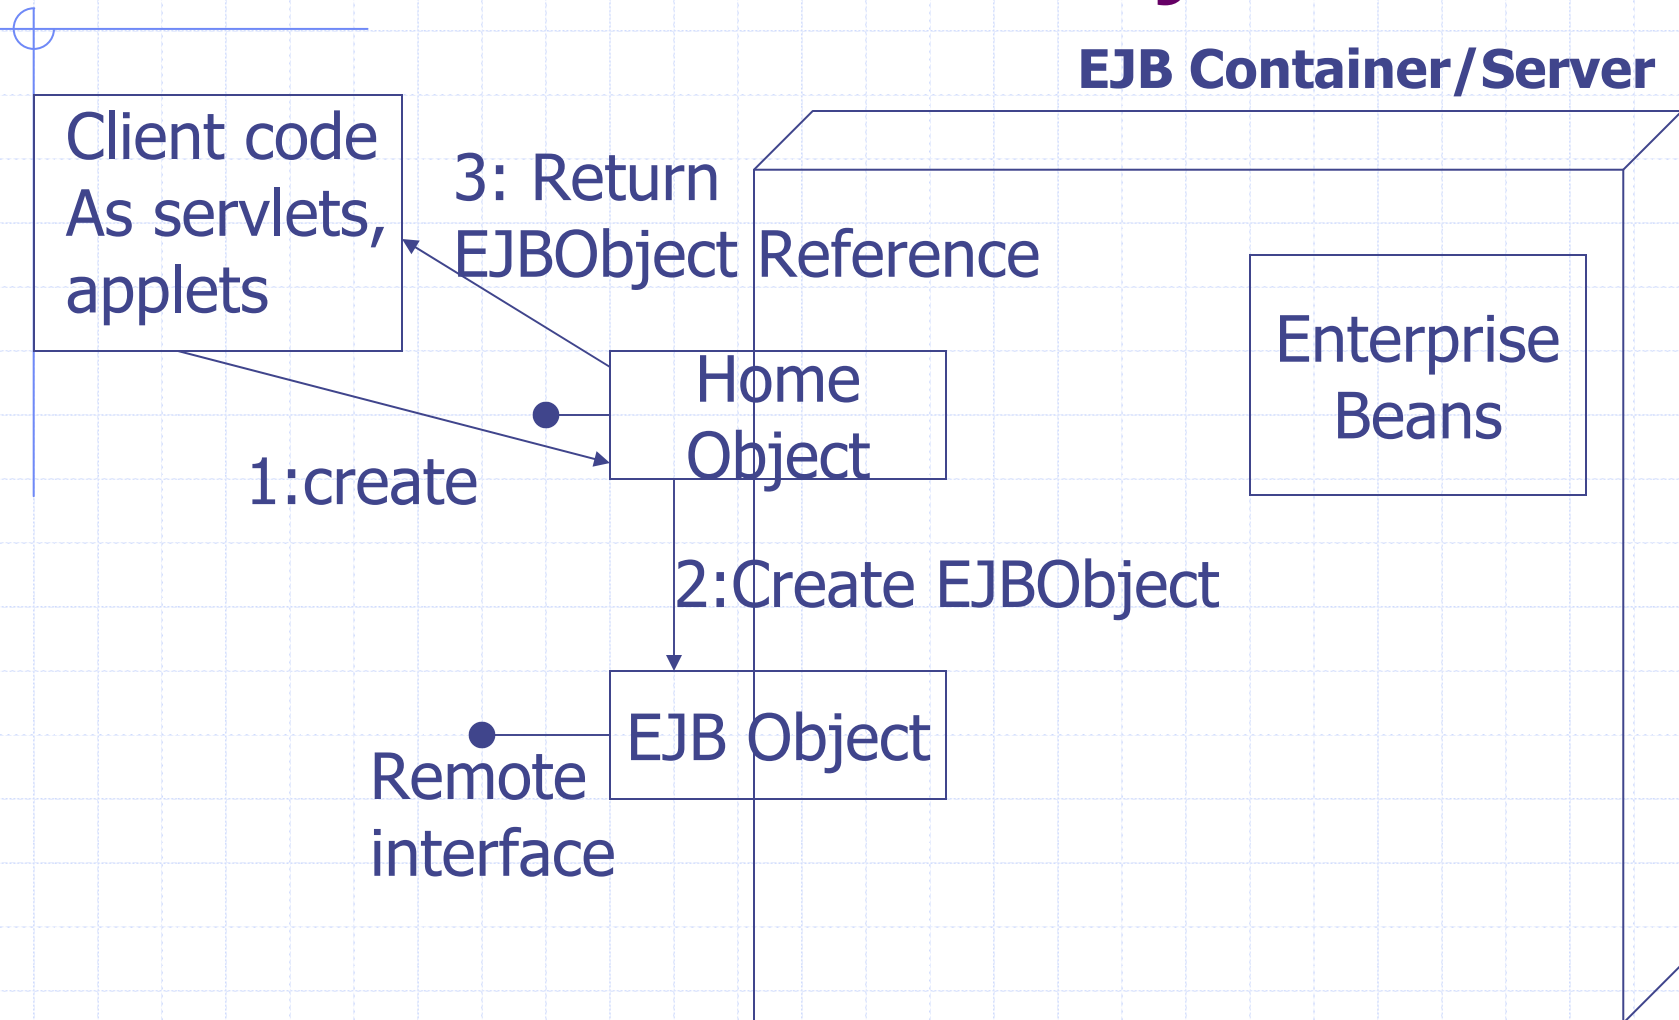 EJB Container/Server
Client code
As servlets,
applets
3: Return
EJBObject Reference
Enterprise
Beans
Home
Object
1:create
2:Create EJBObject
EJB Object
Remote
interface